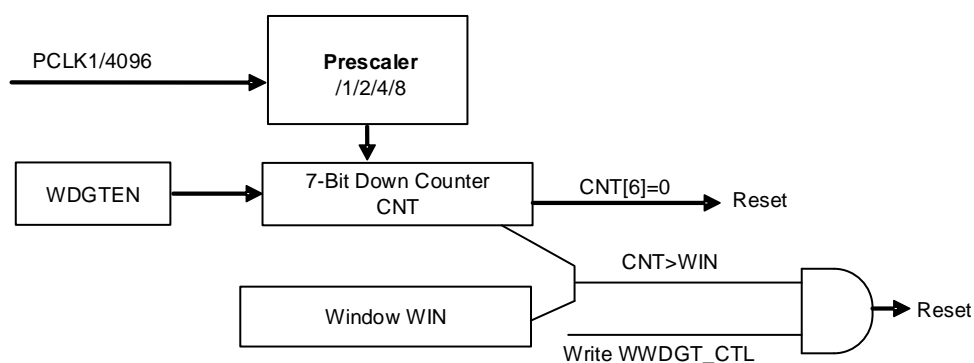 PCLK1/4096
Prescaler
/1/2/4/8
WDGTEN
7-Bit Down Counter
CNT
CNT[6]=0
Reset
CNT>WIN
Window WIN
Reset
Write WWDGT_CTL